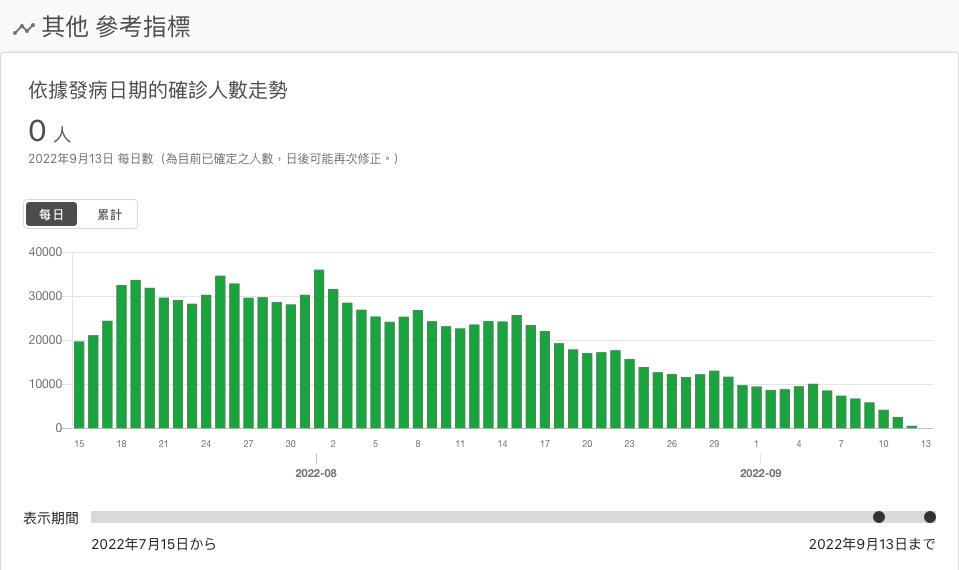 其他 參考指標
依據發病日期的確診人數走勢
0 人
2022年9月13日 每日數（為目前已確定之人數，日後可能再次修正。）
每日 累計
40000
30000
20000
10000
0
15 18 21 24 27 30 2 5 8 11 14 17 20 23 26 29 1 4 7 10 13
2022-08 2022-09
表示期間
2022年7月15日から 2022年9月13日まで